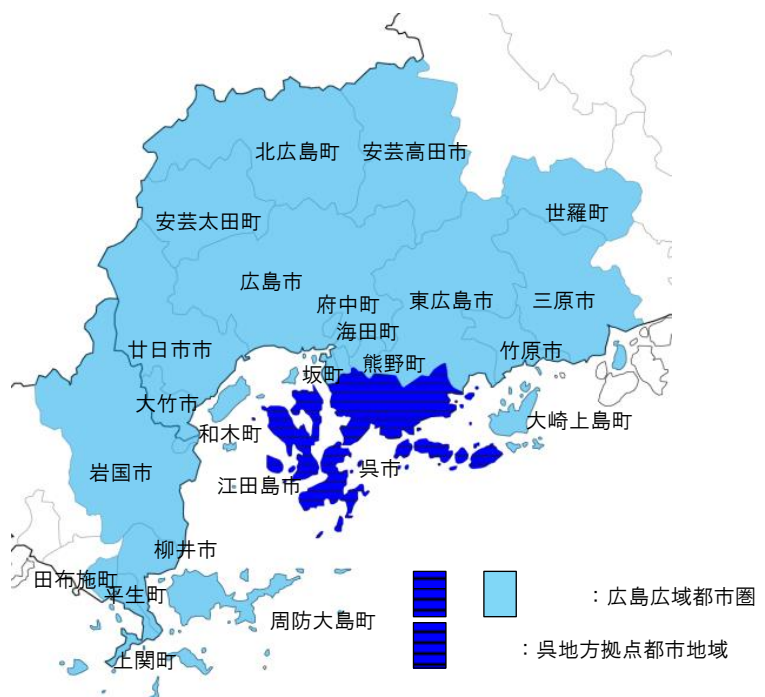 北広島町
安芸高田市
世羅町
安芸太田町
広島市
府中町
東広島市
三原市
海田町
廿日市市
熊野町
竹原市
坂町
大竹市
大崎上島町
和木町
岩国市
江田島市
呉市
柳井市
田布施町
平生町
周防大島町
上関町
：広島広域都市圏
：呉地方拠点都市地域